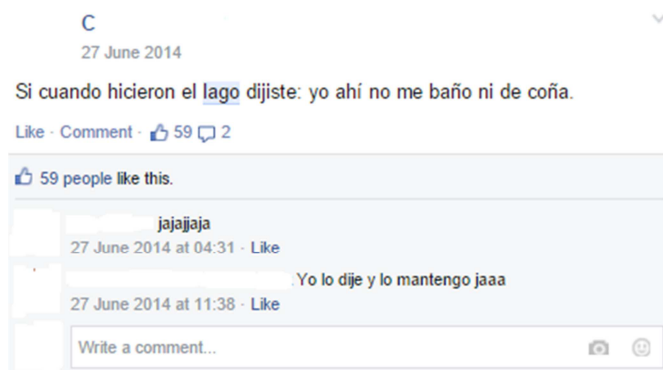 C
27 June 2014
Si cuando hicieron el lago dijiste: yo ahí no me baño ni de coña.
Like · Comment · 59 2
59 people like this.
jajajjaja
27 June 2014 at 04:31 · Like
Yo lo dije y lo mantengo jaaa
27 June 2014 at 11:38 · Like
Write a comment...